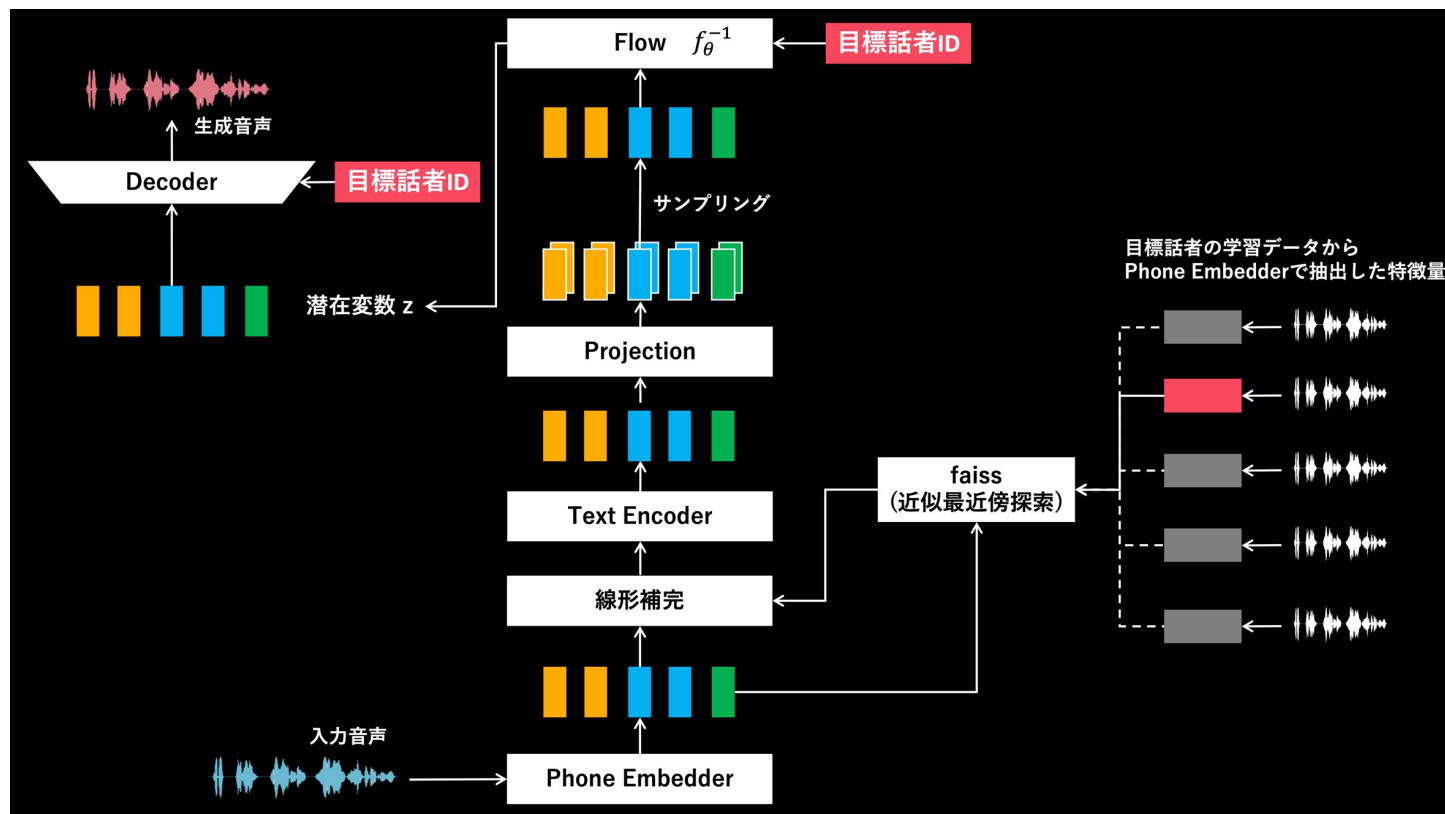 Flow f_θ^{-1}
目標話者ID
生成音声
Decoder
目標話者ID
サンプリング
潜在変数 z
Projection
目標話者の学習データから
Phone Embedderで抽出した特徴量
Text Encoder
faiss
(近似最近傍探索)
線形補完
入力音声
Phone Embedder